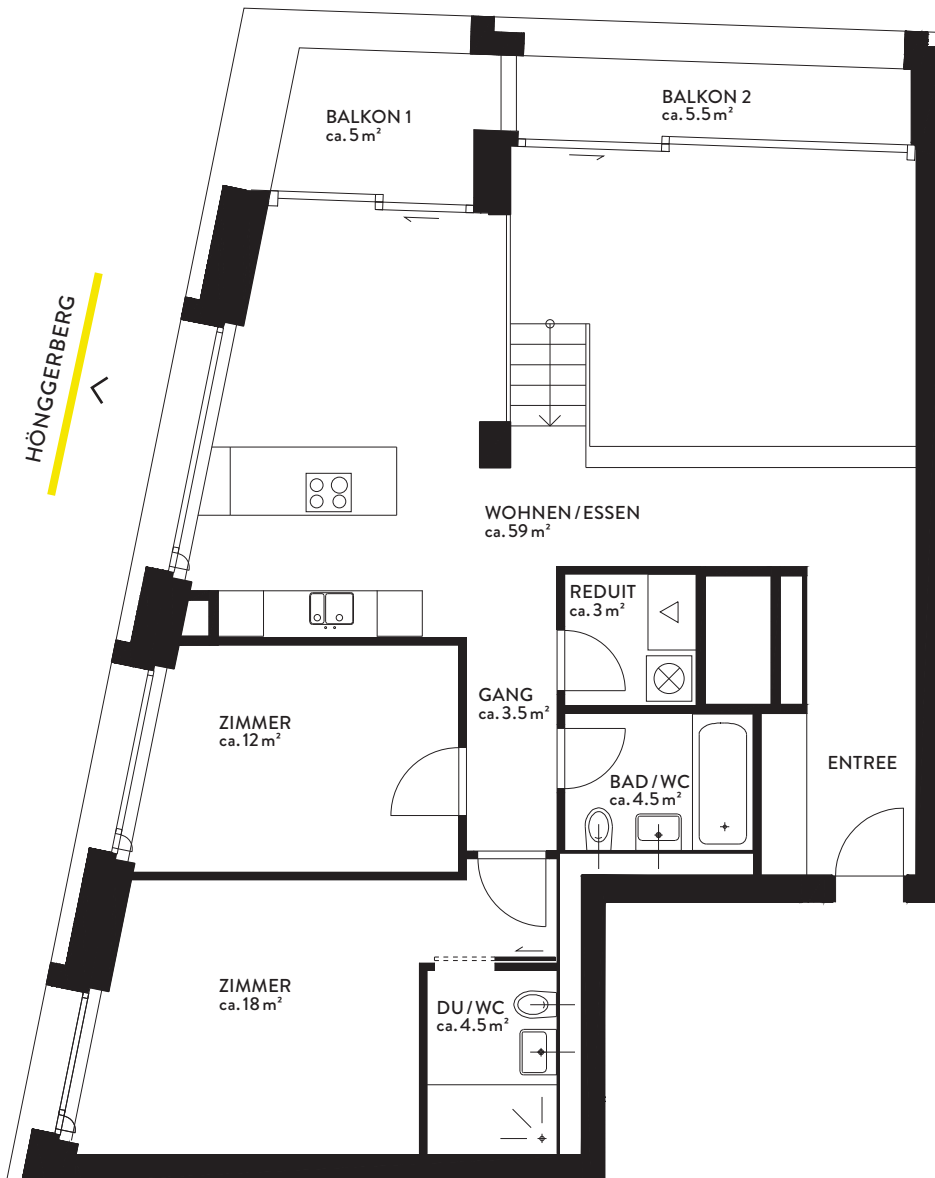 BALKON 1
ca. 5 m²
BALKON 2
ca. 5.5 m²
HÖNGGERBERG
WOHNEN / ESSEN
ca. 59 m²
REDUIT
ca. 3 m²
GANG
ca. 3.5 m²
ZIMMER
ca. 12 m²
BAD / WC
ca. 4.5 m²
ENTREE
ZIMMER
ca. 18 m²
DU / WC
ca. 4.5 m²